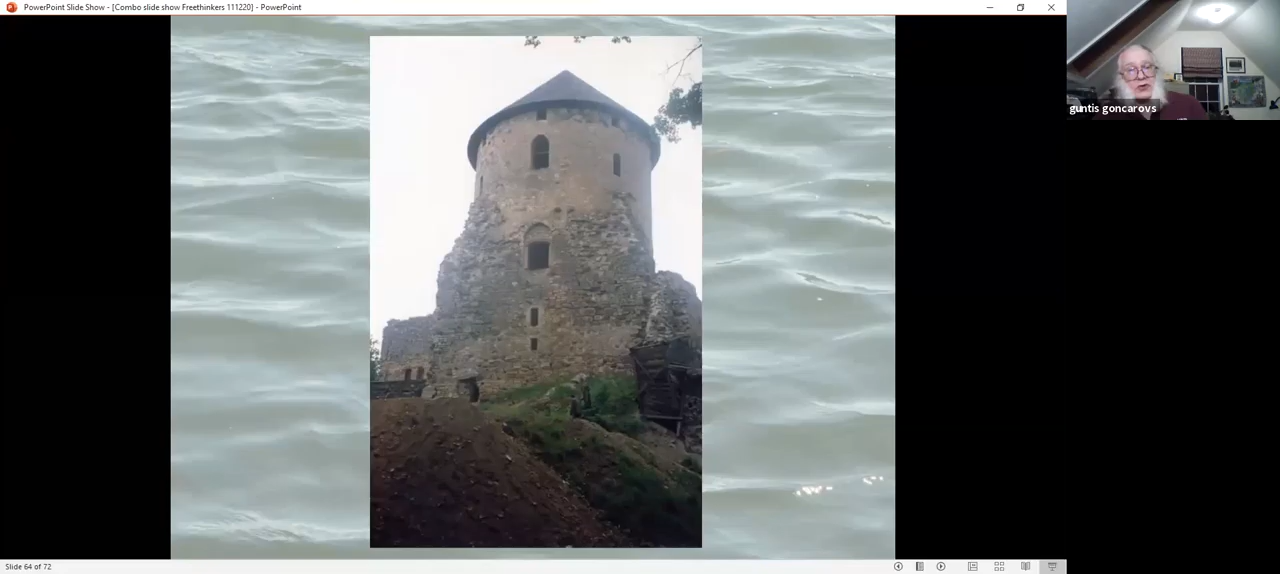 PowerPoint Slide Show - [Combo slide show Freethinkers 111220] - PowerPoint
guntis goncarovs
Slide 64 of 72